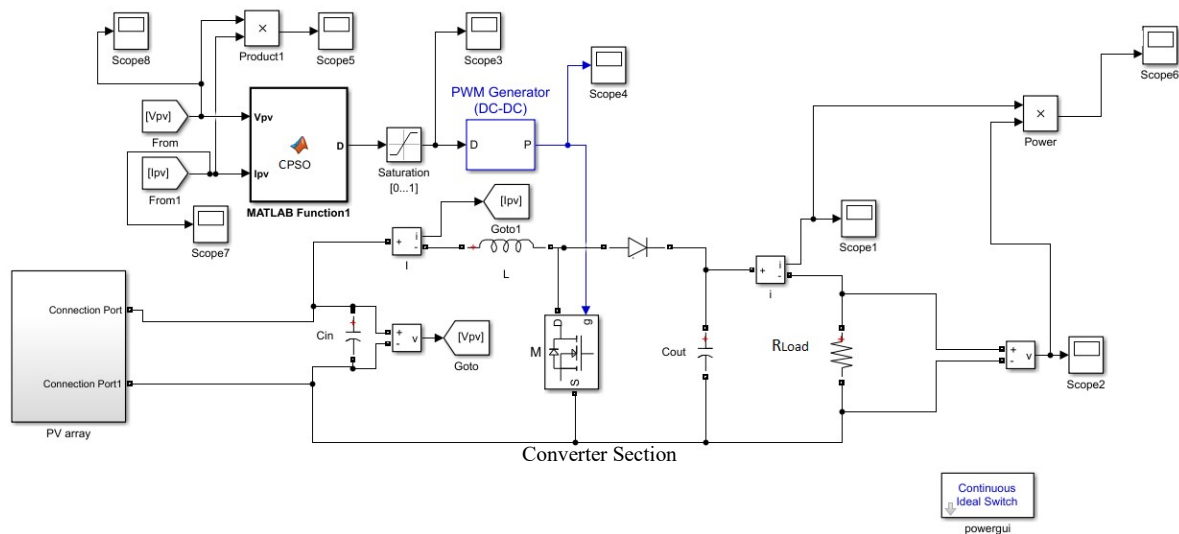 Scope8
×
Product1
Scope5
Scope3
Scope4
Scope6
[Vpv]
From
[Ipv]
From1
Scope7
Vpv
Ipv
CPSO
D
MATLAB Function1
Saturation
[0...1]
PWM Generator
(DC-DC)
D
P
×
Power
[Ipv]
Goto1
+
-
i
I
+
L
Scope1
+
-
i
i
Connection Port
Connection Port1
PV array
Cin
+
+
-
v
[Vpv]
Goto
M
D
g
S
Cout
+
RLoad
+
+
-
v
Scope2
Converter Section
Continuous
Ideal Switch
powergui